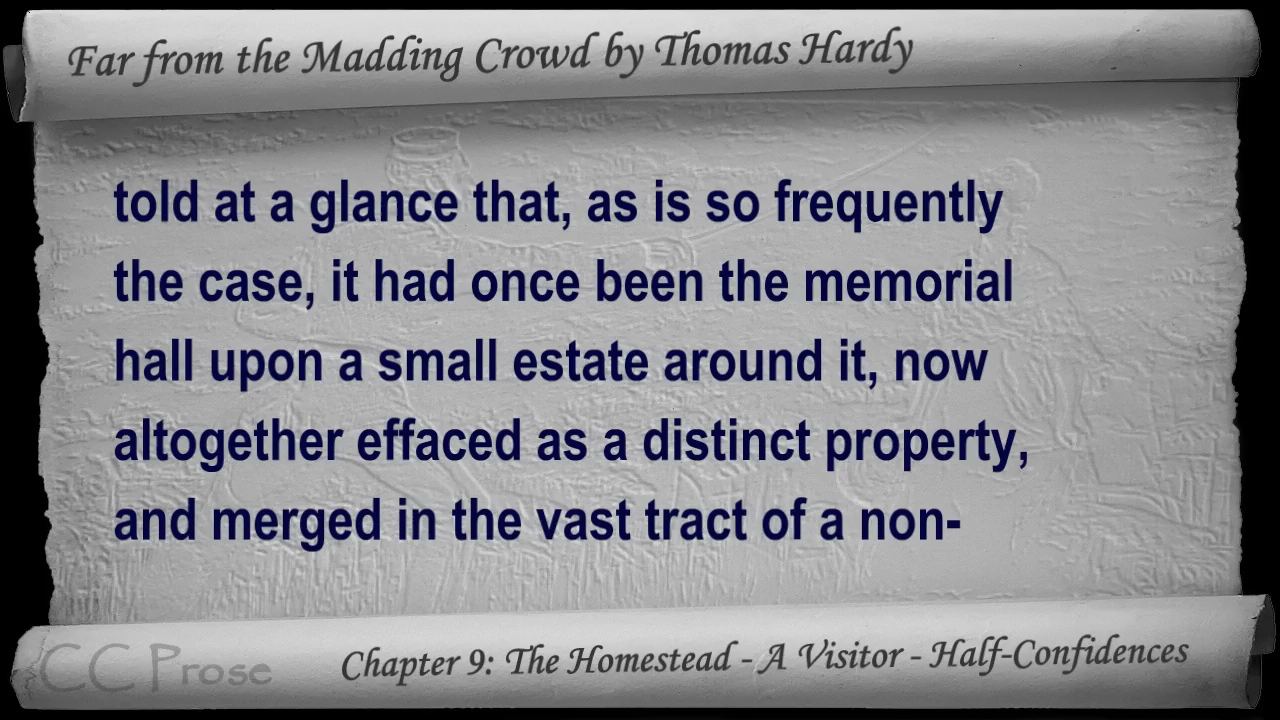 Far from the Madding Crowd by Thomas Hardy
told at a glance that, as is so frequently
the case, it had once been the memorial
hall upon a small estate around it, now
altogether effaced as a distinct property,
and merged in the vast tract of a non-
CC Prose
Chapter 9: The Homestead - A Visitor - Half-Confidences